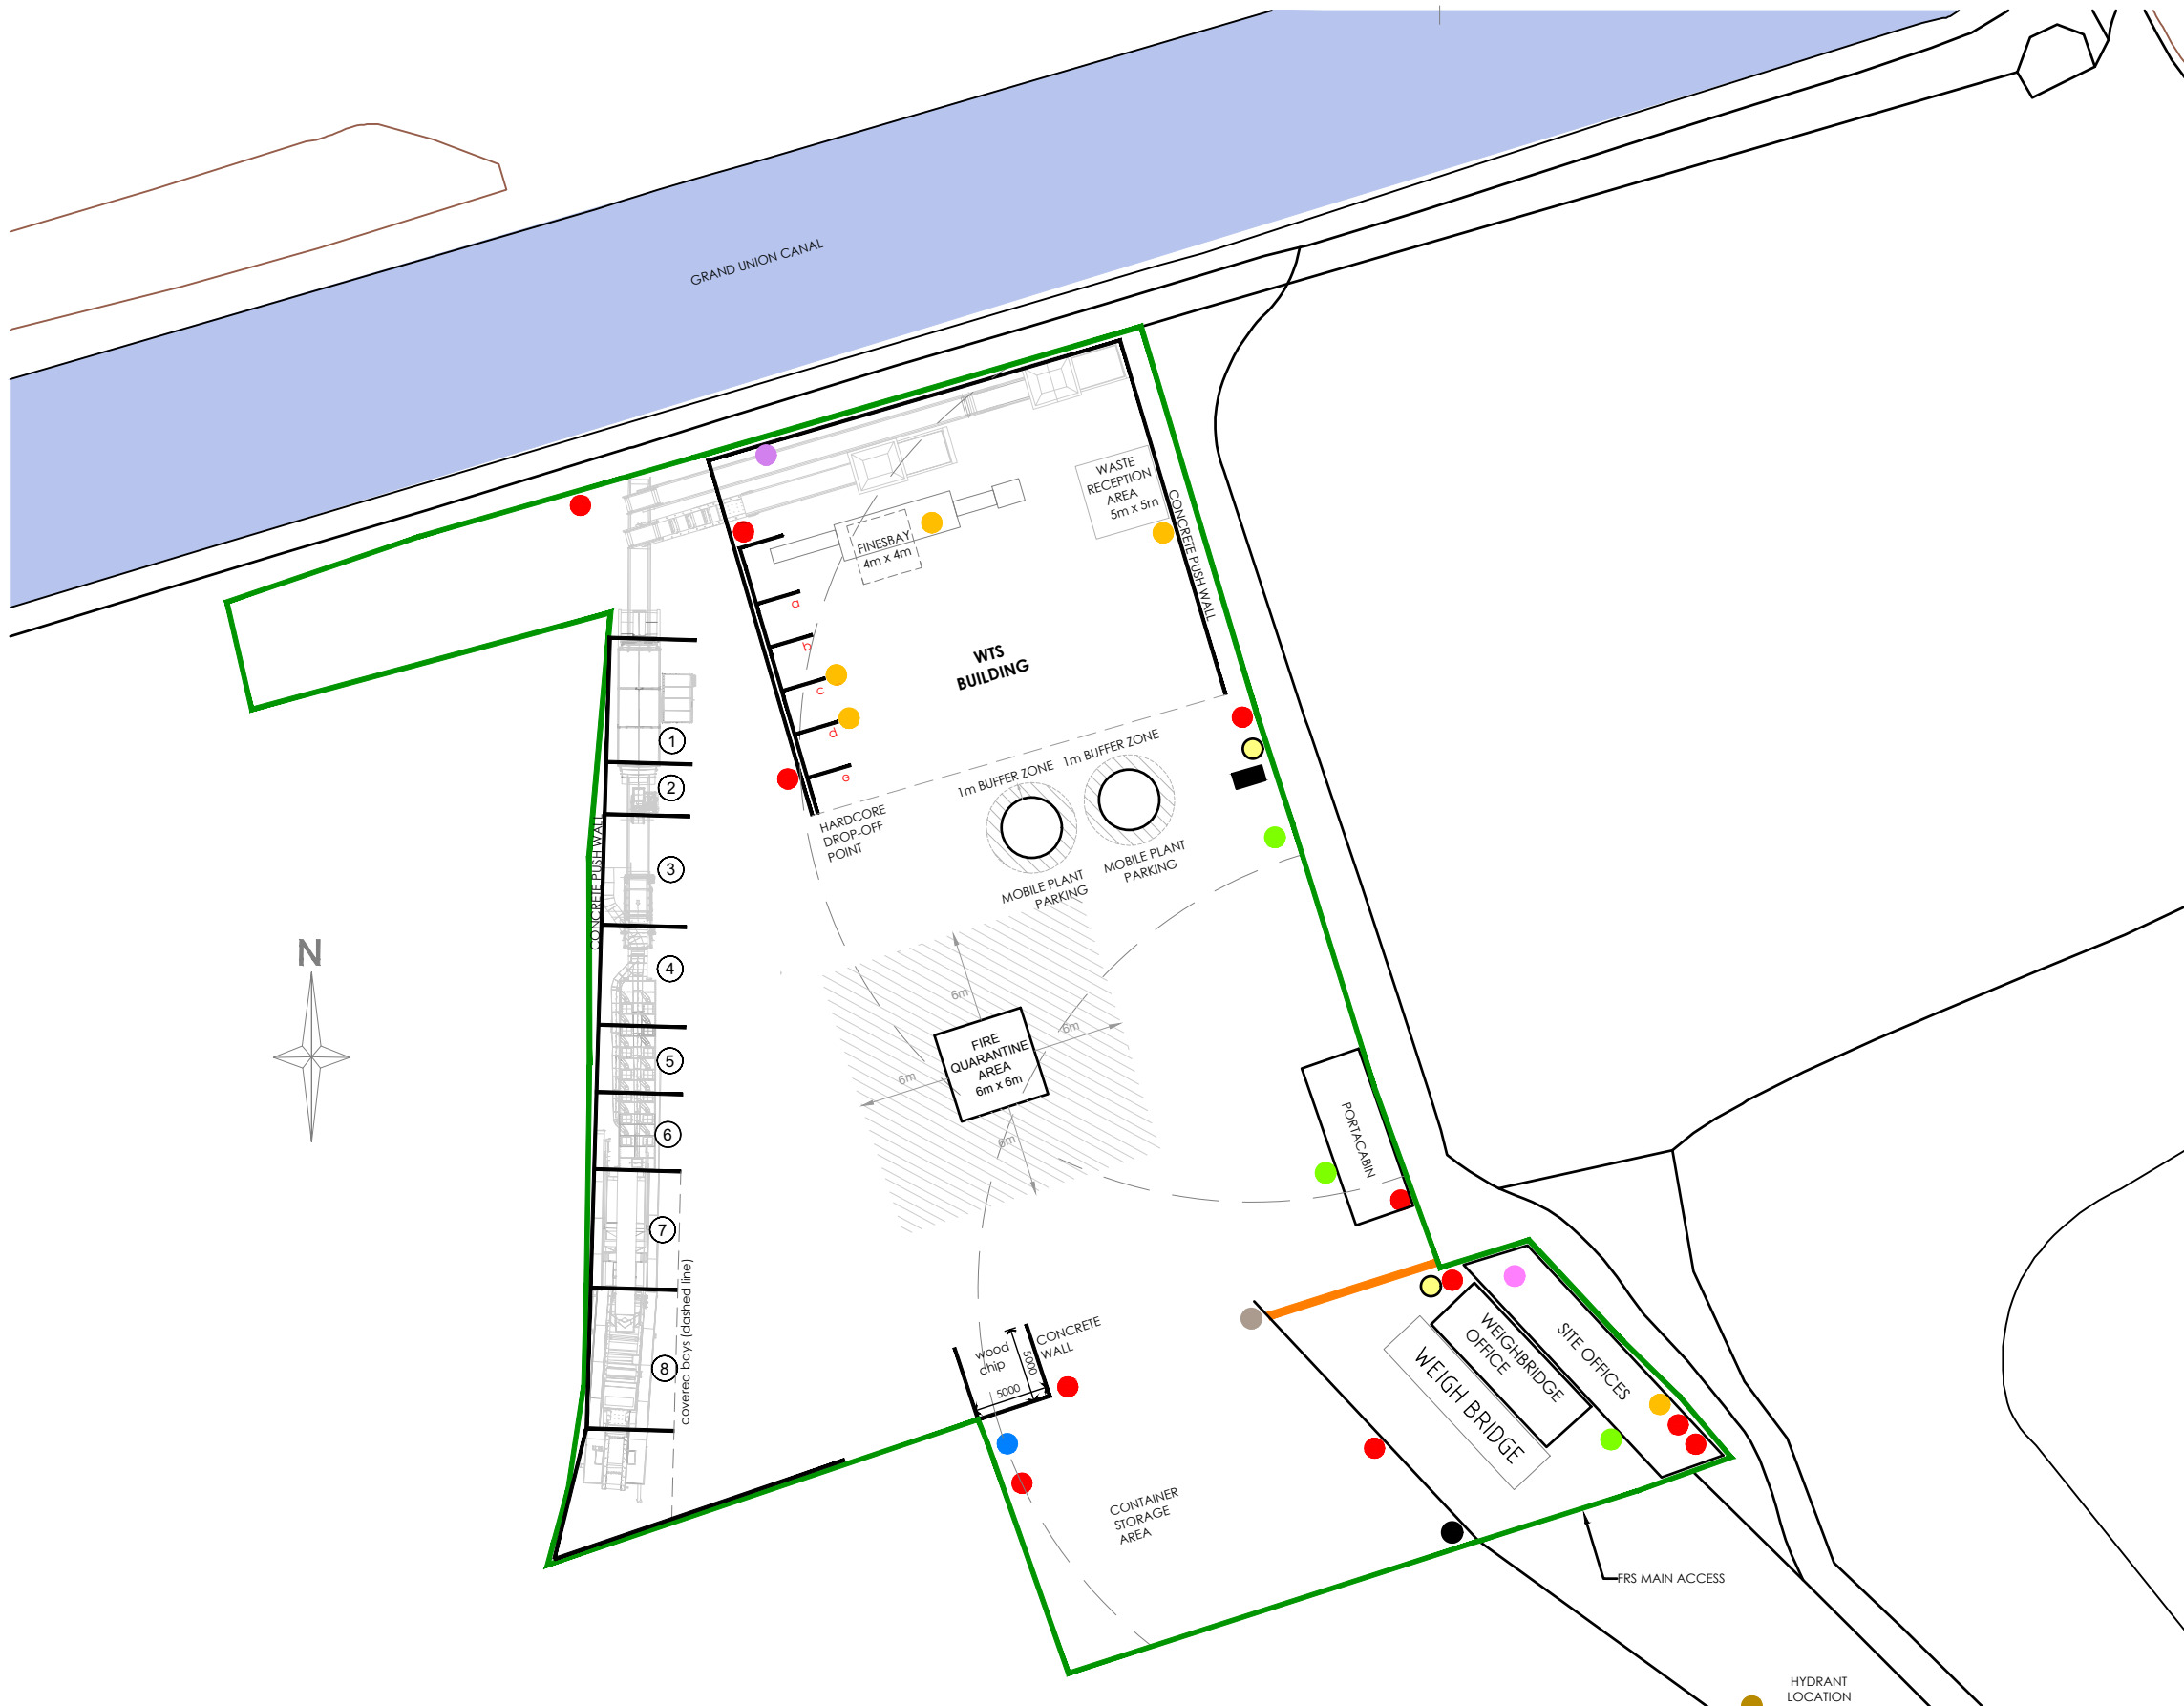 GRAND UNION CANAL
WASTE
RECEPTION
AREA
5m x 5m
CONCRETE PUSH WALL
FINESBAY
4m x 4m
a
b
c
d
e
WTS
BUILDING
1
2
3
4
5
6
7
8
CONCRETE PUSH WALL
1m BUFFER ZONE
1m BUFFER ZONE
HARDCORE
DROP-OFF
POINT
MOBILE PLANT
PARKING
MOBILE PLANT
PARKING
N
6m
6m
6m
6m
FIRE
QUARANTINE
AREA
6m x 6m
PORTACABIN
covered bays (dashed line)
wood
chip
5000
5000
CONCRETE
WALL
WEIGHBRIDGE
OFFICE
SITE OFFICES
WEIGH BRIDGE
CONTAINER
STORAGE
AREA
FRS MAIN ACCESS
HYDRANT
LOCATION